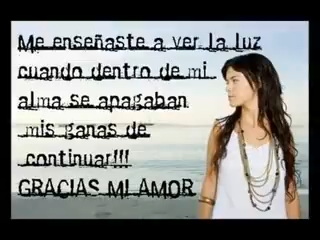 Me enseñaste a ver la luz
cuando dentro de mi
alma se apagaban
mis ganas de
continuar!!!
GRACIAS MI AMOR